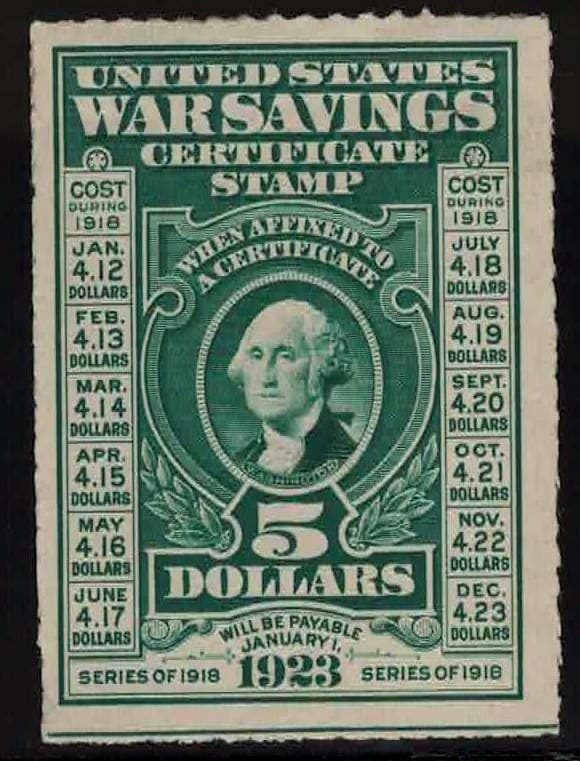 UNITED STATES
WAR SAVINGS
CERTIFICATE
STAMP
WHEN AFFIXED TO
A CERTIFICATE
COST
DURING
1918
JAN.
4.12
DOLLARS
FEB.
4.13
DOLLARS
MAR.
4.14
DOLLARS
APR.
4.15
DOLLARS
MAY
4.16
DOLLARS
JUNE
4.17
DOLLARS
COST
DURING
1918
JULY
4.18
DOLLARS
AUG.
4.19
DOLLARS
SEPT.
4.20
DOLLARS
OCT.
4.21
DOLLARS
NOV.
4.22
DOLLARS
DEC.
4.23
DOLLARS
WASHINGTON
5
DOLLARS
WILL BE PAYABLE
JANUARY 1,
1923
SERIES OF 1918
SERIES OF 1918